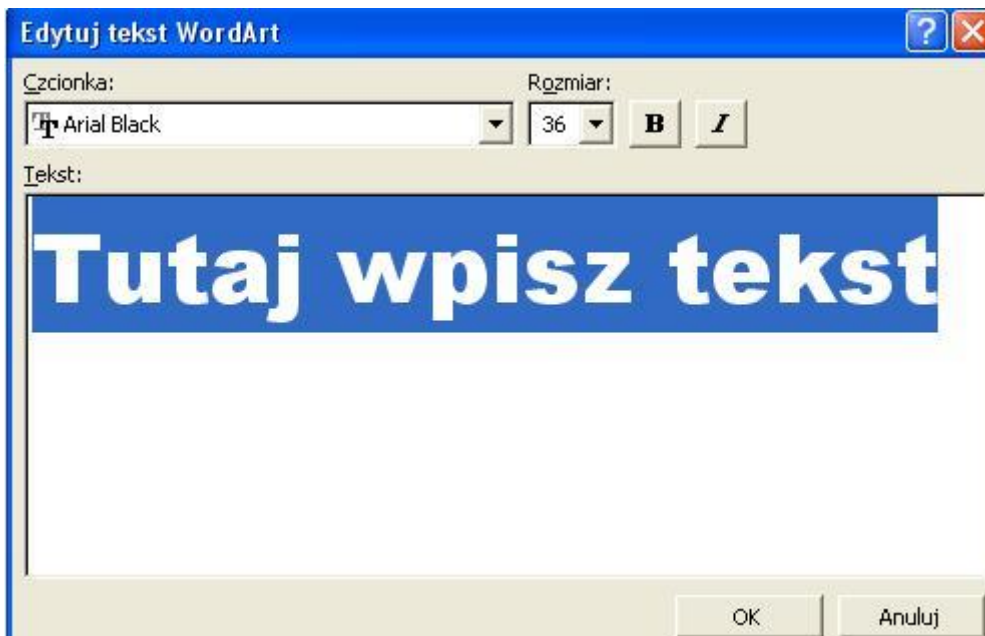 Edytuj tekst WordArt
Czcionka: Rozmiar:
Arial Black 36 B I
Tekst:
Tutaj wpisz tekst
OK Anuluj